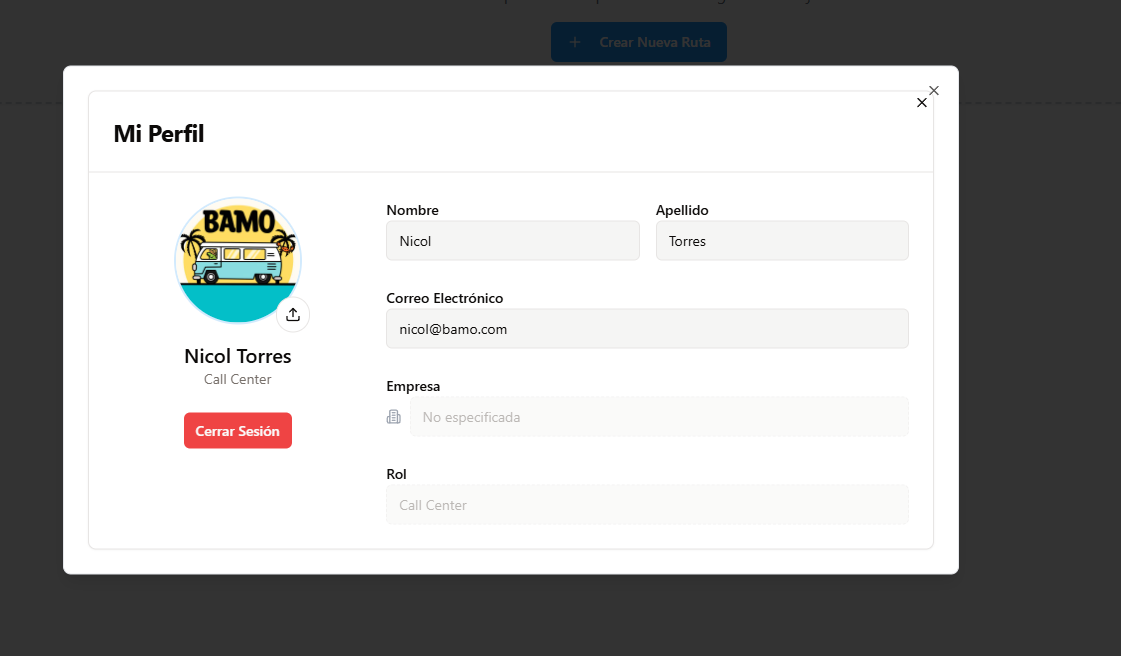 Crear Nueva Ruta
Mi Perfil
BAMO
Nicol Torres
Call Center
Cerrar Sesión
Nombre
Apellido
Nicol
Torres
Correo Electrónico
nicol@bamo.com
Empresa
No especificada
Rol
Call Center